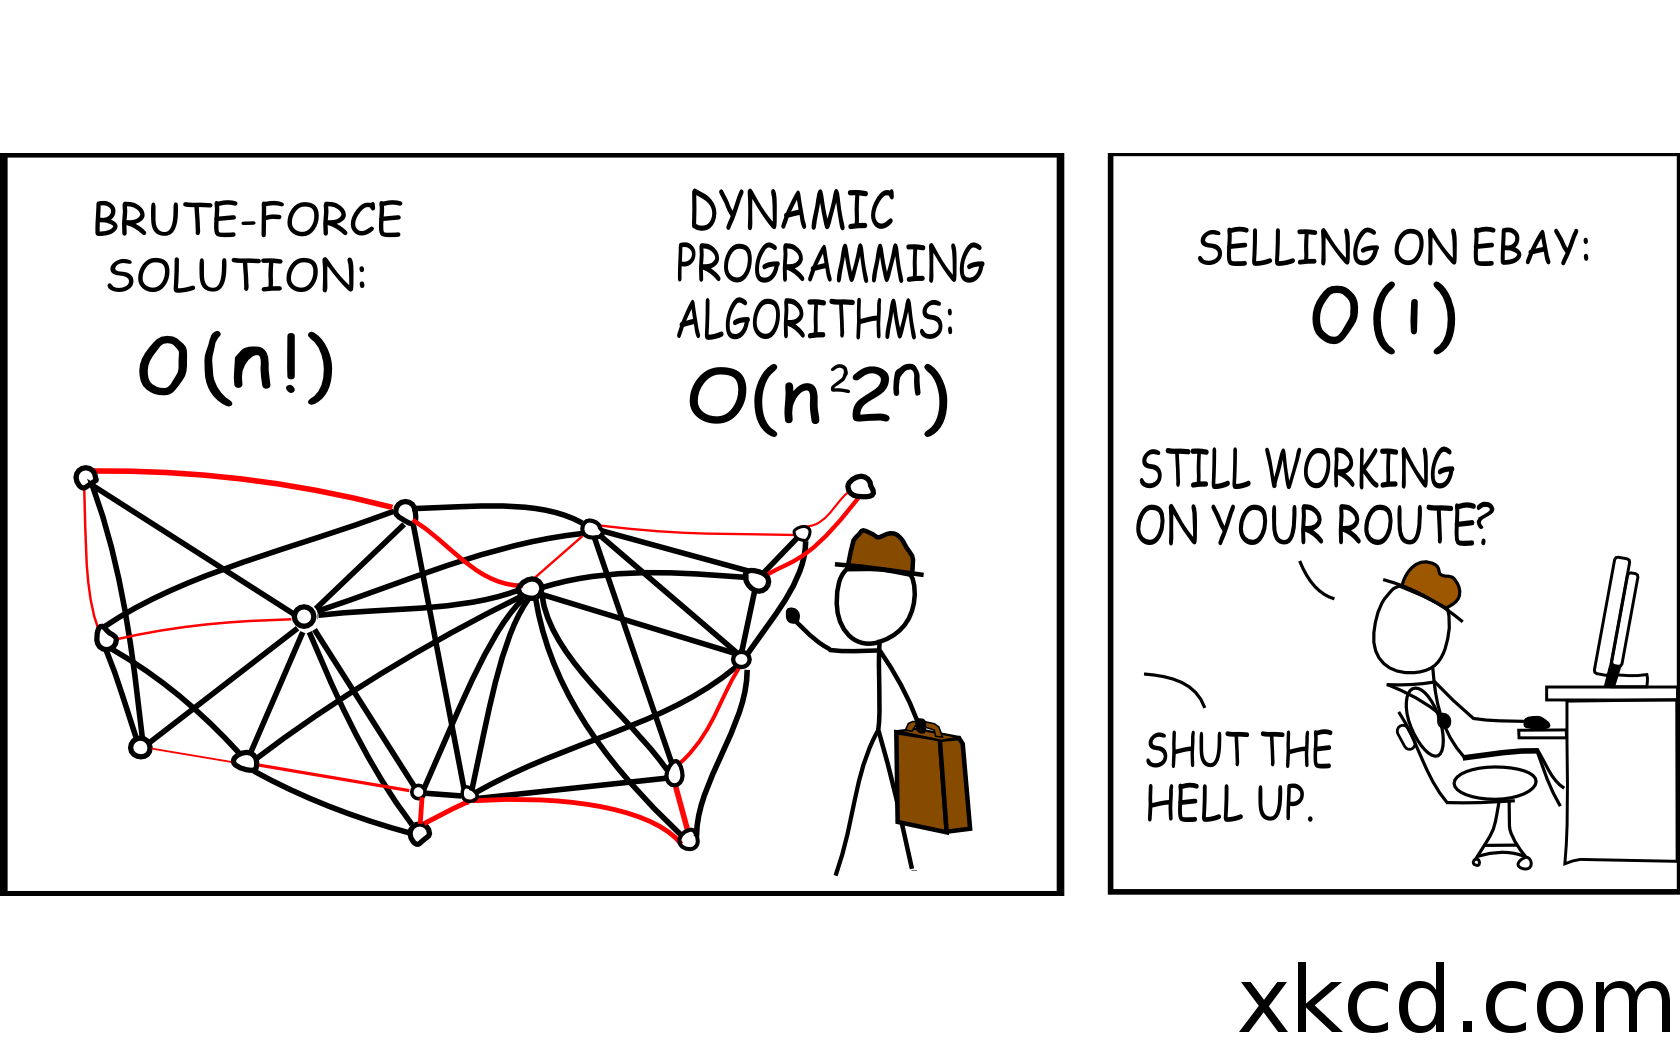 BRUTE-FORCE
SOLUTION:
O(n!)
DYNAMIC
PROGRAMMING
ALGORITHMS:
O(n²2ⁿ)
SELLING ON EBAY:
O(1)
STILL WORKING
ON YOUR ROUTE?
SHUT THE
HELL UP.
xkcd.com